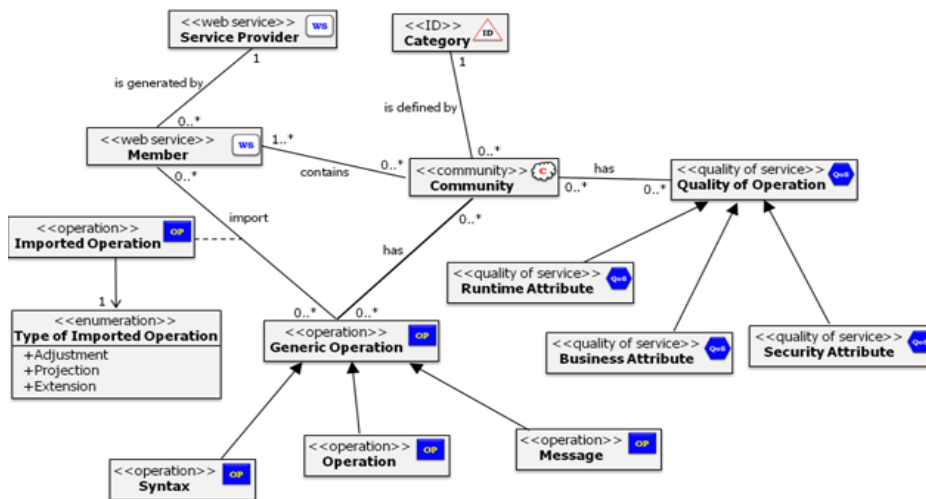 <<web service>>
WS
Service Provider
1
<<ID>>
ID
Category
1
is generated by
is defined by
0..*
<<web service>>
WS
Member
1..*
0..*
contains
0..*
0..*
<<community>>
C
Community
0..*
has
0..*
0..*
<<quality of service>>
QoS
Quality of Operation
import
has
<<operation>>
OP
Imported Operation
1
<<enumeration>>
Type of Imported Operation
+Adjustment
+Projection
+Extension
<<quality of service>>
QoS
Runtime Attribute
<<quality of service>>
QoS
Business Attribute
<<quality of service>>
QoS
Security Attribute
0..*
0..*
<<operation>>
OP
Generic Operation
<<operation>>
OP
Syntax
<<operation>>
OP
Operation
<<operation>>
OP
Message